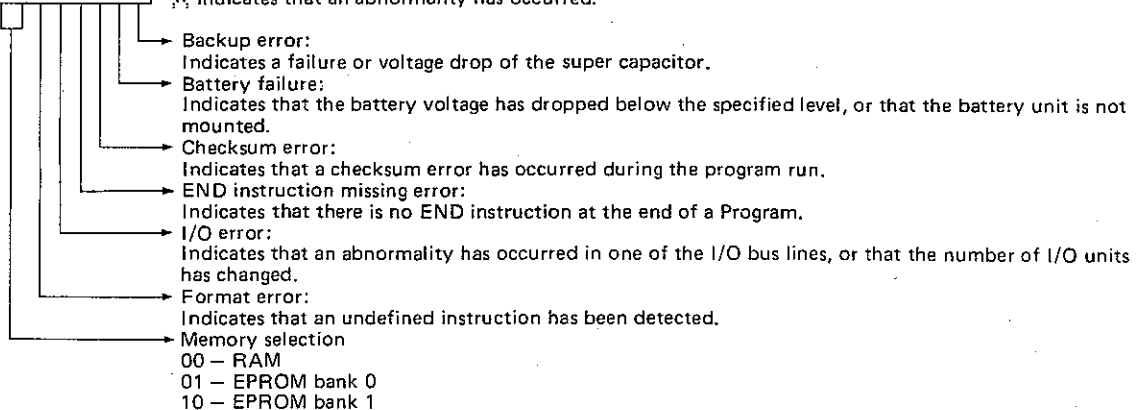 indicates that an abnormality has occurred.
Backup error:
Indicates a failure or voltage drop of the super capacitor.
Battery failure:
Indicates that the battery voltage has dropped below the specified level, or that the battery unit is not
mounted.
Checksum error:
Indicates that a checksum error has occurred during the program run.
END instruction missing error:
Indicates that there is no END instruction at the end of a Program.
I/O error:
Indicates that an abnormality has occurred in one of the I/O bus lines, or that the number of I/O units
has changed.
Format error:
Indicates that an undefined instruction has been detected.
Memory selection
00 — RAM
01 — EPROM bank 0
10 — EPROM bank 1